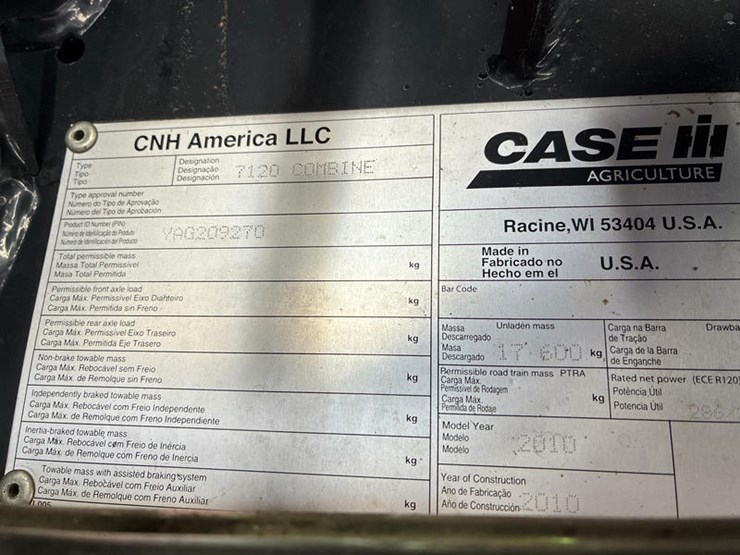 CNH America LLC
Type
Tipo
Tipo
Designation
Designação
Designación
7120 COMBINE
Type approval number
Número do Tipo de Aprovação
Número del Tipo de Aprobación
Product ID Number (PIN)
Número de Identificação do Produto
Número de Identificación del Producto
YAG209270
Total permissible mass
Massa Total Permissível
Masa Total Permitida
kg
Permissible front axle load
Carga Máx. Permissível Eixo Dianteiro
Carga Máx. Permitida sin Freno
kg
Permissible rear axle load
Carga Máx. Permissível Eixo Traseiro
Carga Máx. Permitida Eje Trasero
kg
Non-brake towable mass
Carga Máx. Rebocável sem Freio
Carga Máx. de Remolque sin Freno
kg
Independently braked towable mass
Carga Máx. Rebocável com Freio Independente
Carga Máx. de Remolque com Freno Independiente
kg
Inertia-braked towable mass
Carga Máx. Rebocável com Freio de Inércia
Carga Máx. de Remolque com Freno de Inercia
kg
Towable mass with assisted braking system
Carga Máx. Rebocável com Freio Auxiliar
Carga Máx. de Remolque com Freno Auxiliar
kg
CASE IH
AGRICULTURE
Racine,WI 53404 U.S.A.
Made in
Fabricado no
Hecho em el
U.S.A.
Bar Code
Massa
Descarregado
Masa
Descargado
Unladen mass
17 600 kg
Carga na Barra
de Tração
Carga de la Barra
de Enganche
Drawba
Permissible road train mass PTRA
Carga Máx.
Permissível de Rodagem
Carga Máx.
Permitida de Rodaje
kg
Rated net power (ECE R120)
Potência Útil
Potencia Útil
286/
Model Year
Modelo
Modelo
2010
Year of Construction
Ano de Fabricação
Año de Construcción
2010